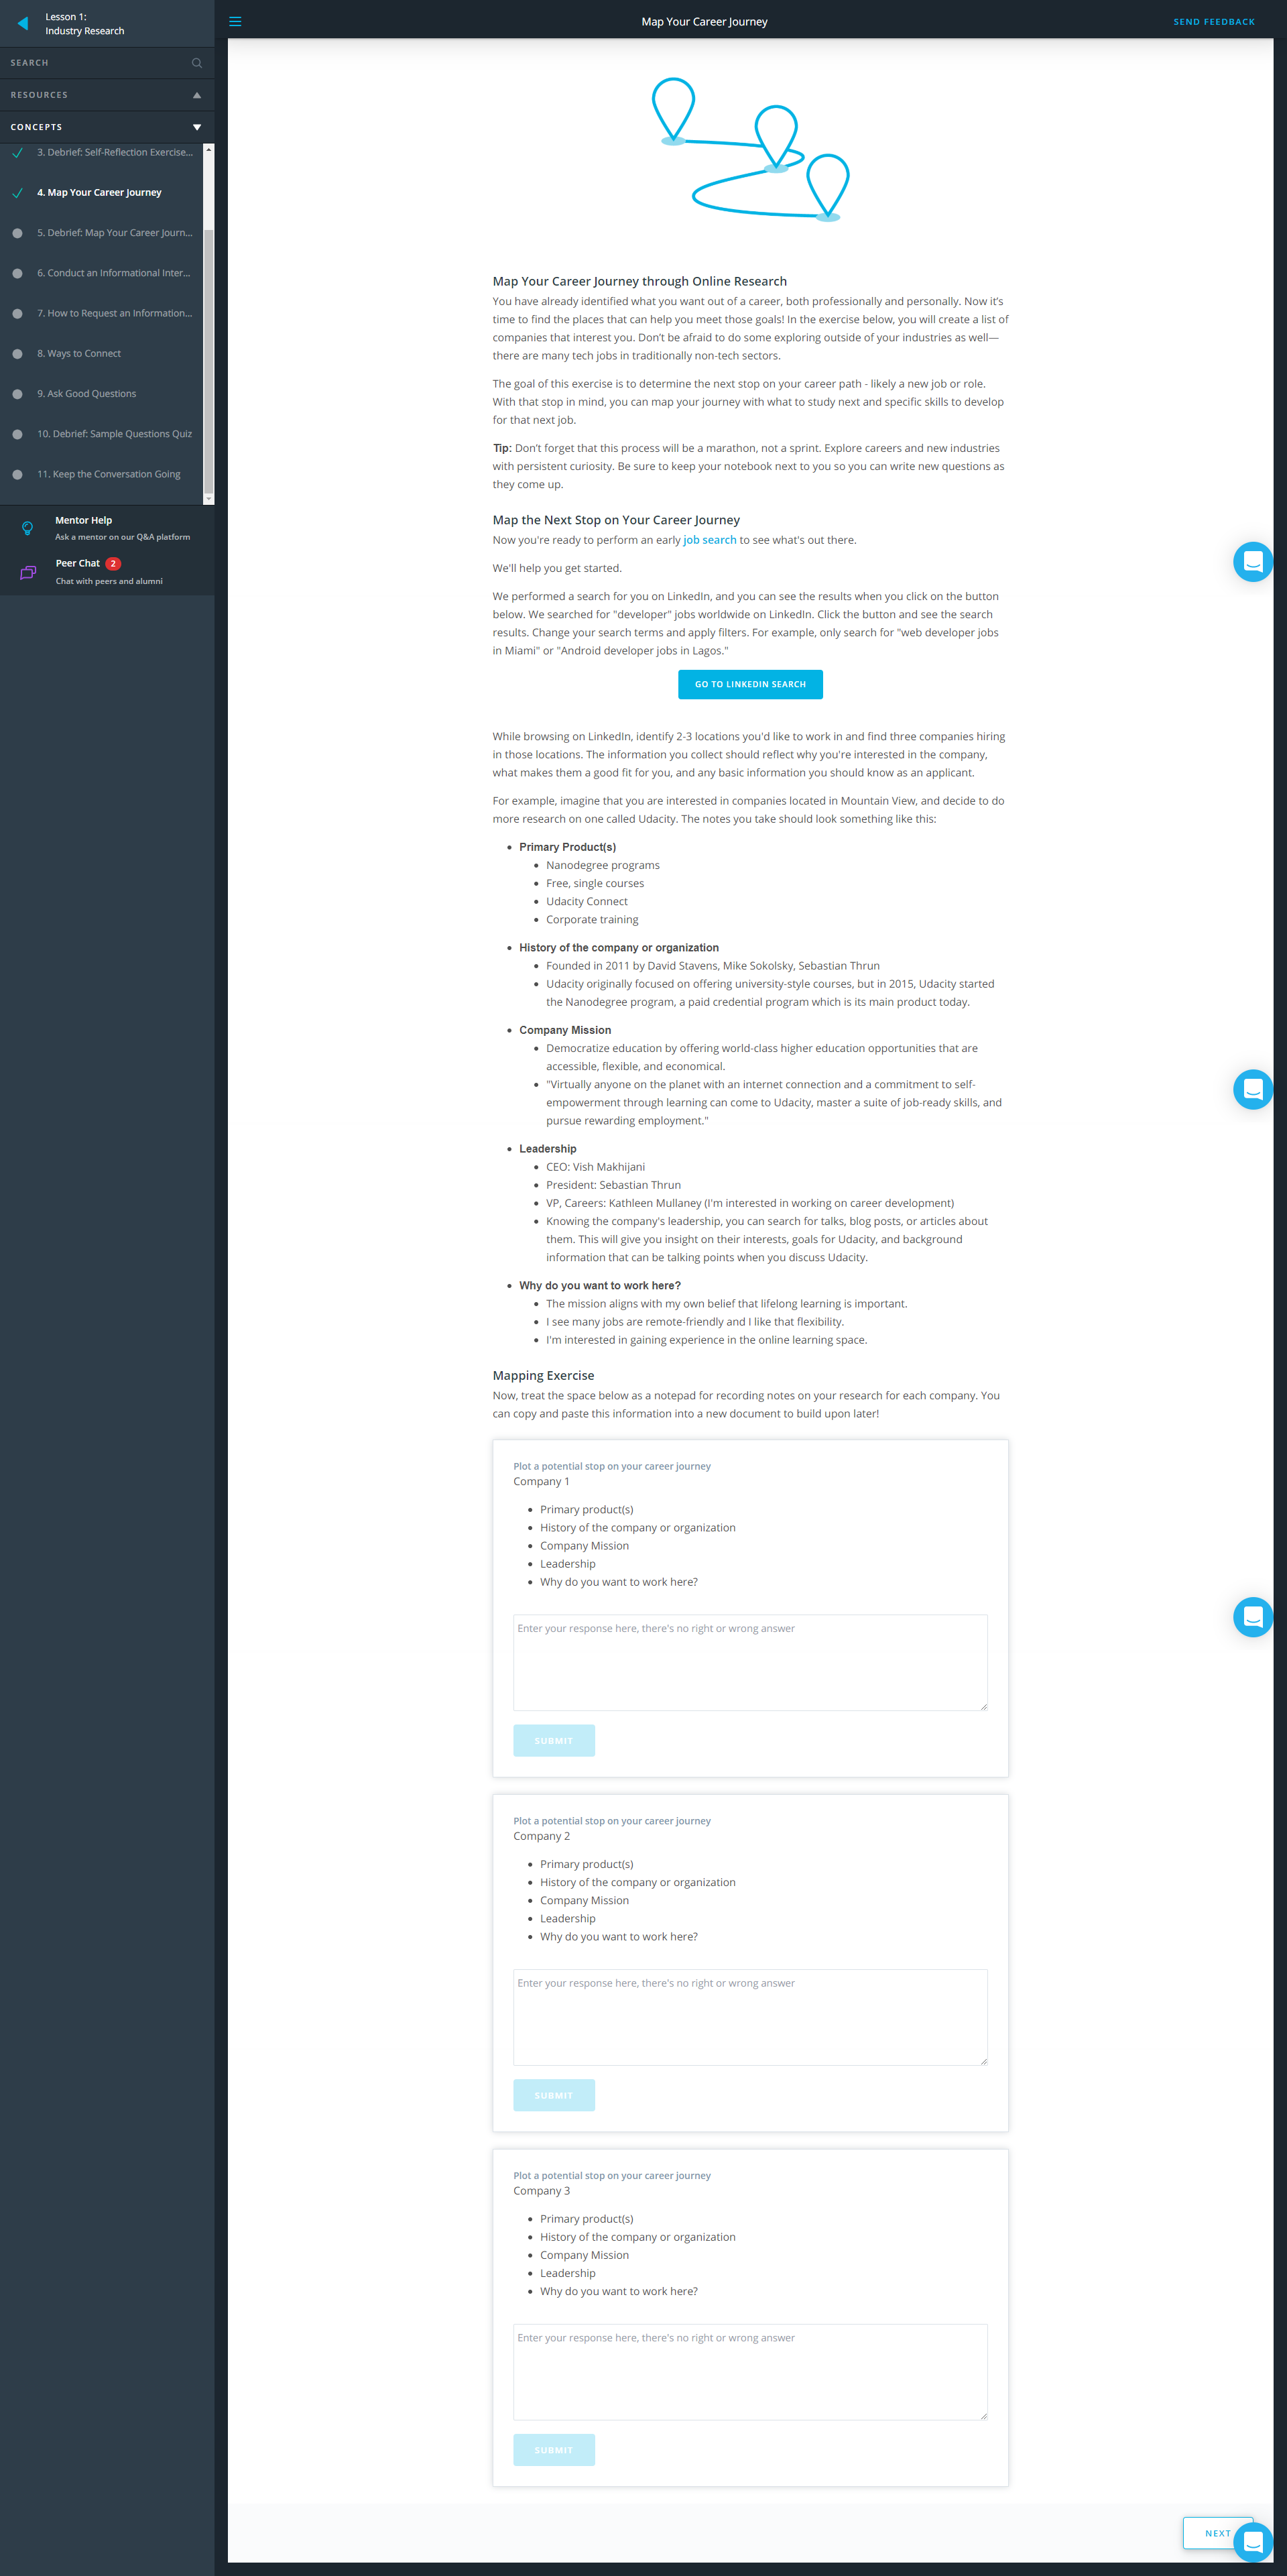 Lesson 1:
Industry Research
SEARCH
RESOURCES
CONCEPTS
3. Debrief: Self-Reflection Exercise...
4. Map Your Career Journey
5. Debrief: Map Your Career Journ...
6. Conduct an Informational Inter...
7. How to Request an Information...
8. Ways to Connect
9. Ask Good Questions
10. Debrief: Sample Questions Quiz
11. Keep the Conversation Going
Mentor Help
Ask a mentor on our Q&A platform
Peer Chat 2
Chat with peers and alumni
Map Your Career Journey
SEND FEEDBACK
Map Your Career Journey through Online Research
You have already identified what you want out of a career, both professionally and personally. Now it's
time to find the places that can help you meet those goals! In the exercise below, you will create a list of
companies that interest you. Don't be afraid to do some exploring outside of your industries as well—
there are many tech jobs in traditionally non-tech sectors.
The goal of this exercise is to determine the next stop on your career path - likely a new job or role.
With that stop in mind, you can map your journey with what to study next and specific skills to develop
for that next job.
Tip: Don't forget that this process will be a marathon, not a sprint. Explore careers and new industries
with persistent curiosity. Be sure to keep your notebook next to you so you can write new questions as
they come up.
Map the Next Stop on Your Career Journey
Now you're ready to perform an early job search to see what's out there.
We'll help you get started.
We performed a search for you on LinkedIn, and you can see the results when you click on the button
below. We searched for "developer" jobs worldwide on LinkedIn. Click the button and see the search
results. Change your search terms and apply filters. For example, only search for "web developer jobs
in Miami" or "Android developer jobs in Lagos."
GO TO LINKEDIN SEARCH
While browsing on LinkedIn, identify 2-3 locations you'd like to work in and find three companies hiring
in those locations. The information you collect should reflect why you're interested in the company,
what makes them a good fit for you, and any basic information you should know as an applicant.
For example, imagine that you are interested in companies located in Mountain View, and decide to do
more research on one called Udacity. The notes you take should look something like this:
• Primary Product(s)
• Nanodegree programs
• Free, single courses
• Udacity Connect
• Corporate training
• History of the company or organization
• Founded in 2011 by David Stavens, Mike Sokolsky, Sebastian Thrun
• Udacity originally focused on offering university-style courses, but in 2015, Udacity started
the Nanodegree program, a paid credential program which is its main product today.
• Company Mission
• Democratize education by offering world-class higher education opportunities that are
accessible, flexible, and economical.
• "Virtually anyone on the planet with an internet connection and a commitment to self-
empowerment through learning can come to Udacity, master a suite of job-ready skills, and
pursue rewarding employment."
• Leadership
• CEO: Vish Makhijani
• President: Sebastian Thrun
• VP, Careers: Kathleen Mullaney (I'm interested in working on career development)
• Knowing the company's leadership, you can search for talks, blog posts, or articles about
them. This will give you insight on their interests, goals for Udacity, and background
information that can be talking points when you discuss Udacity.
• Why do you want to work here?
• The mission aligns with my own belief that lifelong learning is important.
• I see many jobs are remote-friendly and I like that flexibility.
• I'm interested in gaining experience in the online learning space.
Mapping Exercise
Now, treat the space below as a notepad for recording notes on your research for each company. You
can copy and paste this information into a new document to build upon later!
Plot a potential stop on your career journey
Company 1
• Primary product(s)
• History of the company or organization
• Company Mission
• Leadership
• Why do you want to work here?
Enter your response here, there's no right or wrong answer
SUBMIT
Plot a potential stop on your career journey
Company 2
• Primary product(s)
• History of the company or organization
• Company Mission
• Leadership
• Why do you want to work here?
Enter your response here, there's no right or wrong answer
SUBMIT
Plot a potential stop on your career journey
Company 3
• Primary product(s)
• History of the company or organization
• Company Mission
• Leadership
• Why do you want to work here?
Enter your response here, there's no right or wrong answer
SUBMIT
NEXT